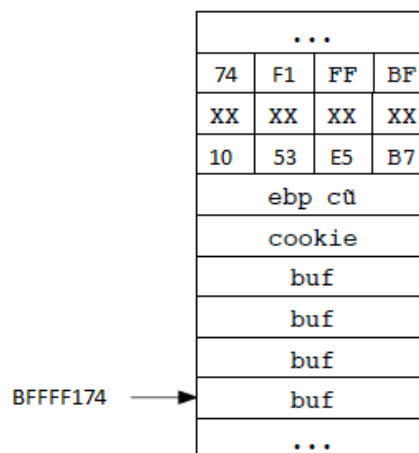 ...
74 F1 FF BF
XX XX XX XX
10 53 E5 B7
ebp cũ
cookie
buf
buf
buf
BFFFF174 buf
...